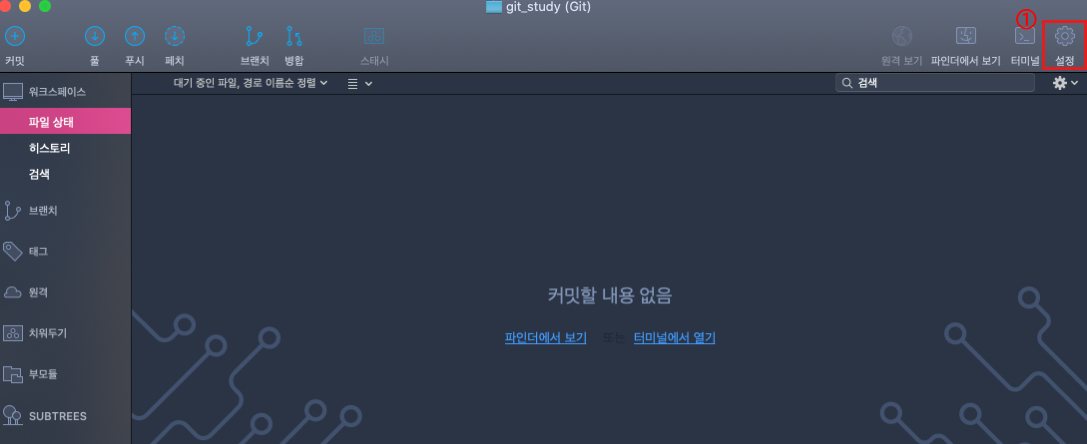 git_study (Git)
①
커밋 풀 푸시 페치 브랜치 병합 스태시 원격 보기 파인더에서 보기 터미널 설정
대기 중인 파일, 경로 이름순 정렬 검색
워크스페이스
파일 상태
히스토리
검색
브랜치
태그
원격
치워두기
부모듈
SUBTREES
커밋할 내용 없음
파인더에서 보기 또는 터미널에서 열기